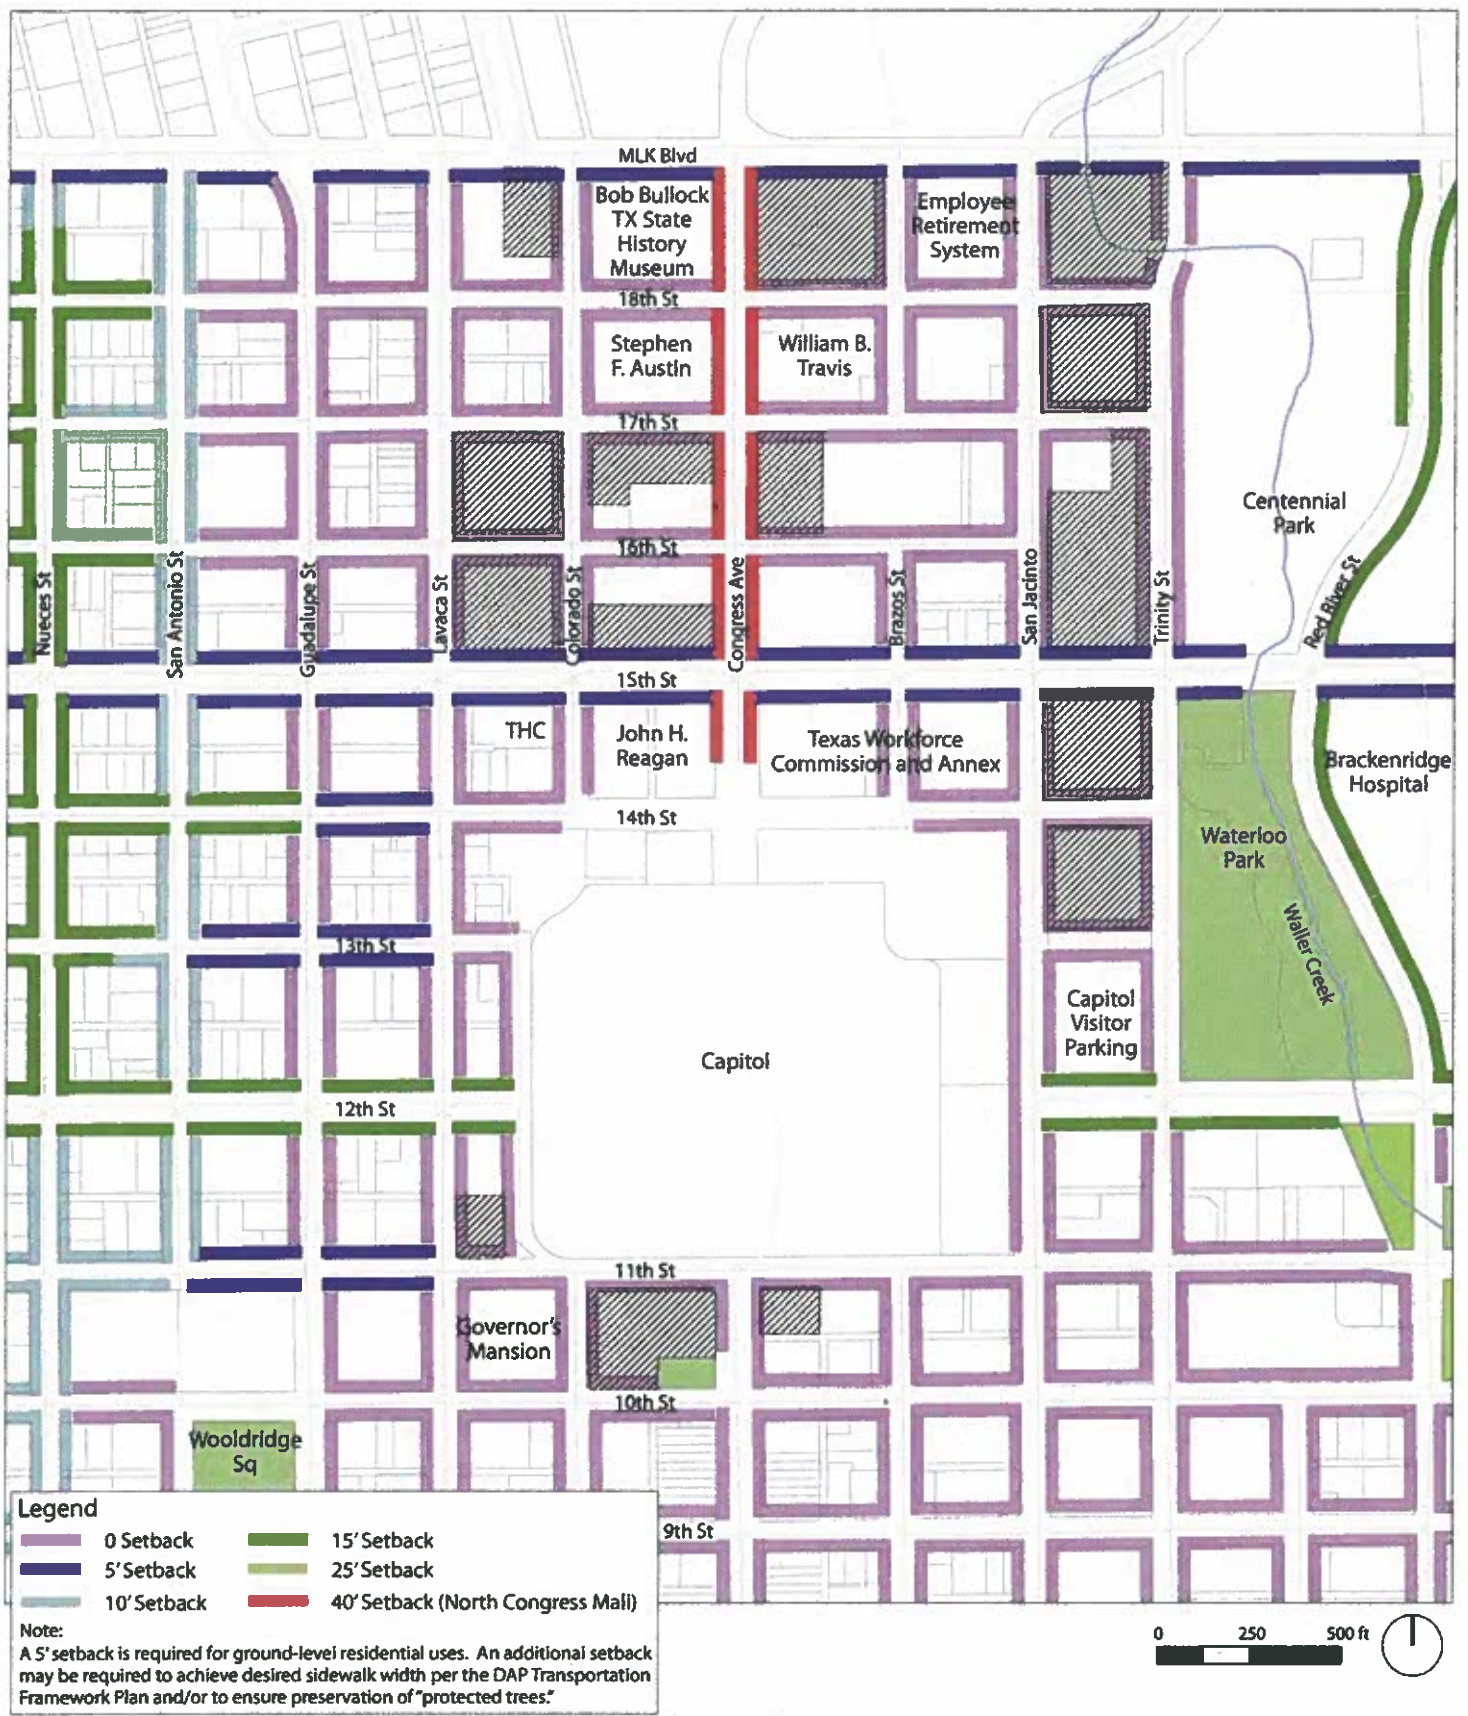 MLK Blvd
Bob Bullock
TX State
History
Museum
Employee
Retirement
System
18th St
Stephen
F. Austin
William B.
Travis
17th St
Centennial
Park
16th St
Nueces St
San Antonio St
Guadalupe St
Lavaca St
Colorado St
Congress Ave
Brazos St
San Jacinto
Trinity St
Red River St
15th St
THC
John H.
Reagan
Texas Workforce
Commission and Annex
Brackenridge
Hospital
14th St
Waterloo
Park
Waller Creek
13th St
Capitol
Visitor
Parking
Capitol
12th St
11th St
Governor's
Mansion
10th St
Wooldridge
Sq
9th St
Legend
0 Setback
5' Setback
10' Setback
15' Setback
25' Setback
40' Setback (North Congress Mall)
Note:
A 5' setback is required for ground-level residential uses. An additional setback
may be required to achieve desired sidewalk width per the DAP Transportation
Framework Plan and/or to ensure preservation of "protected trees."
0 250 500 ft